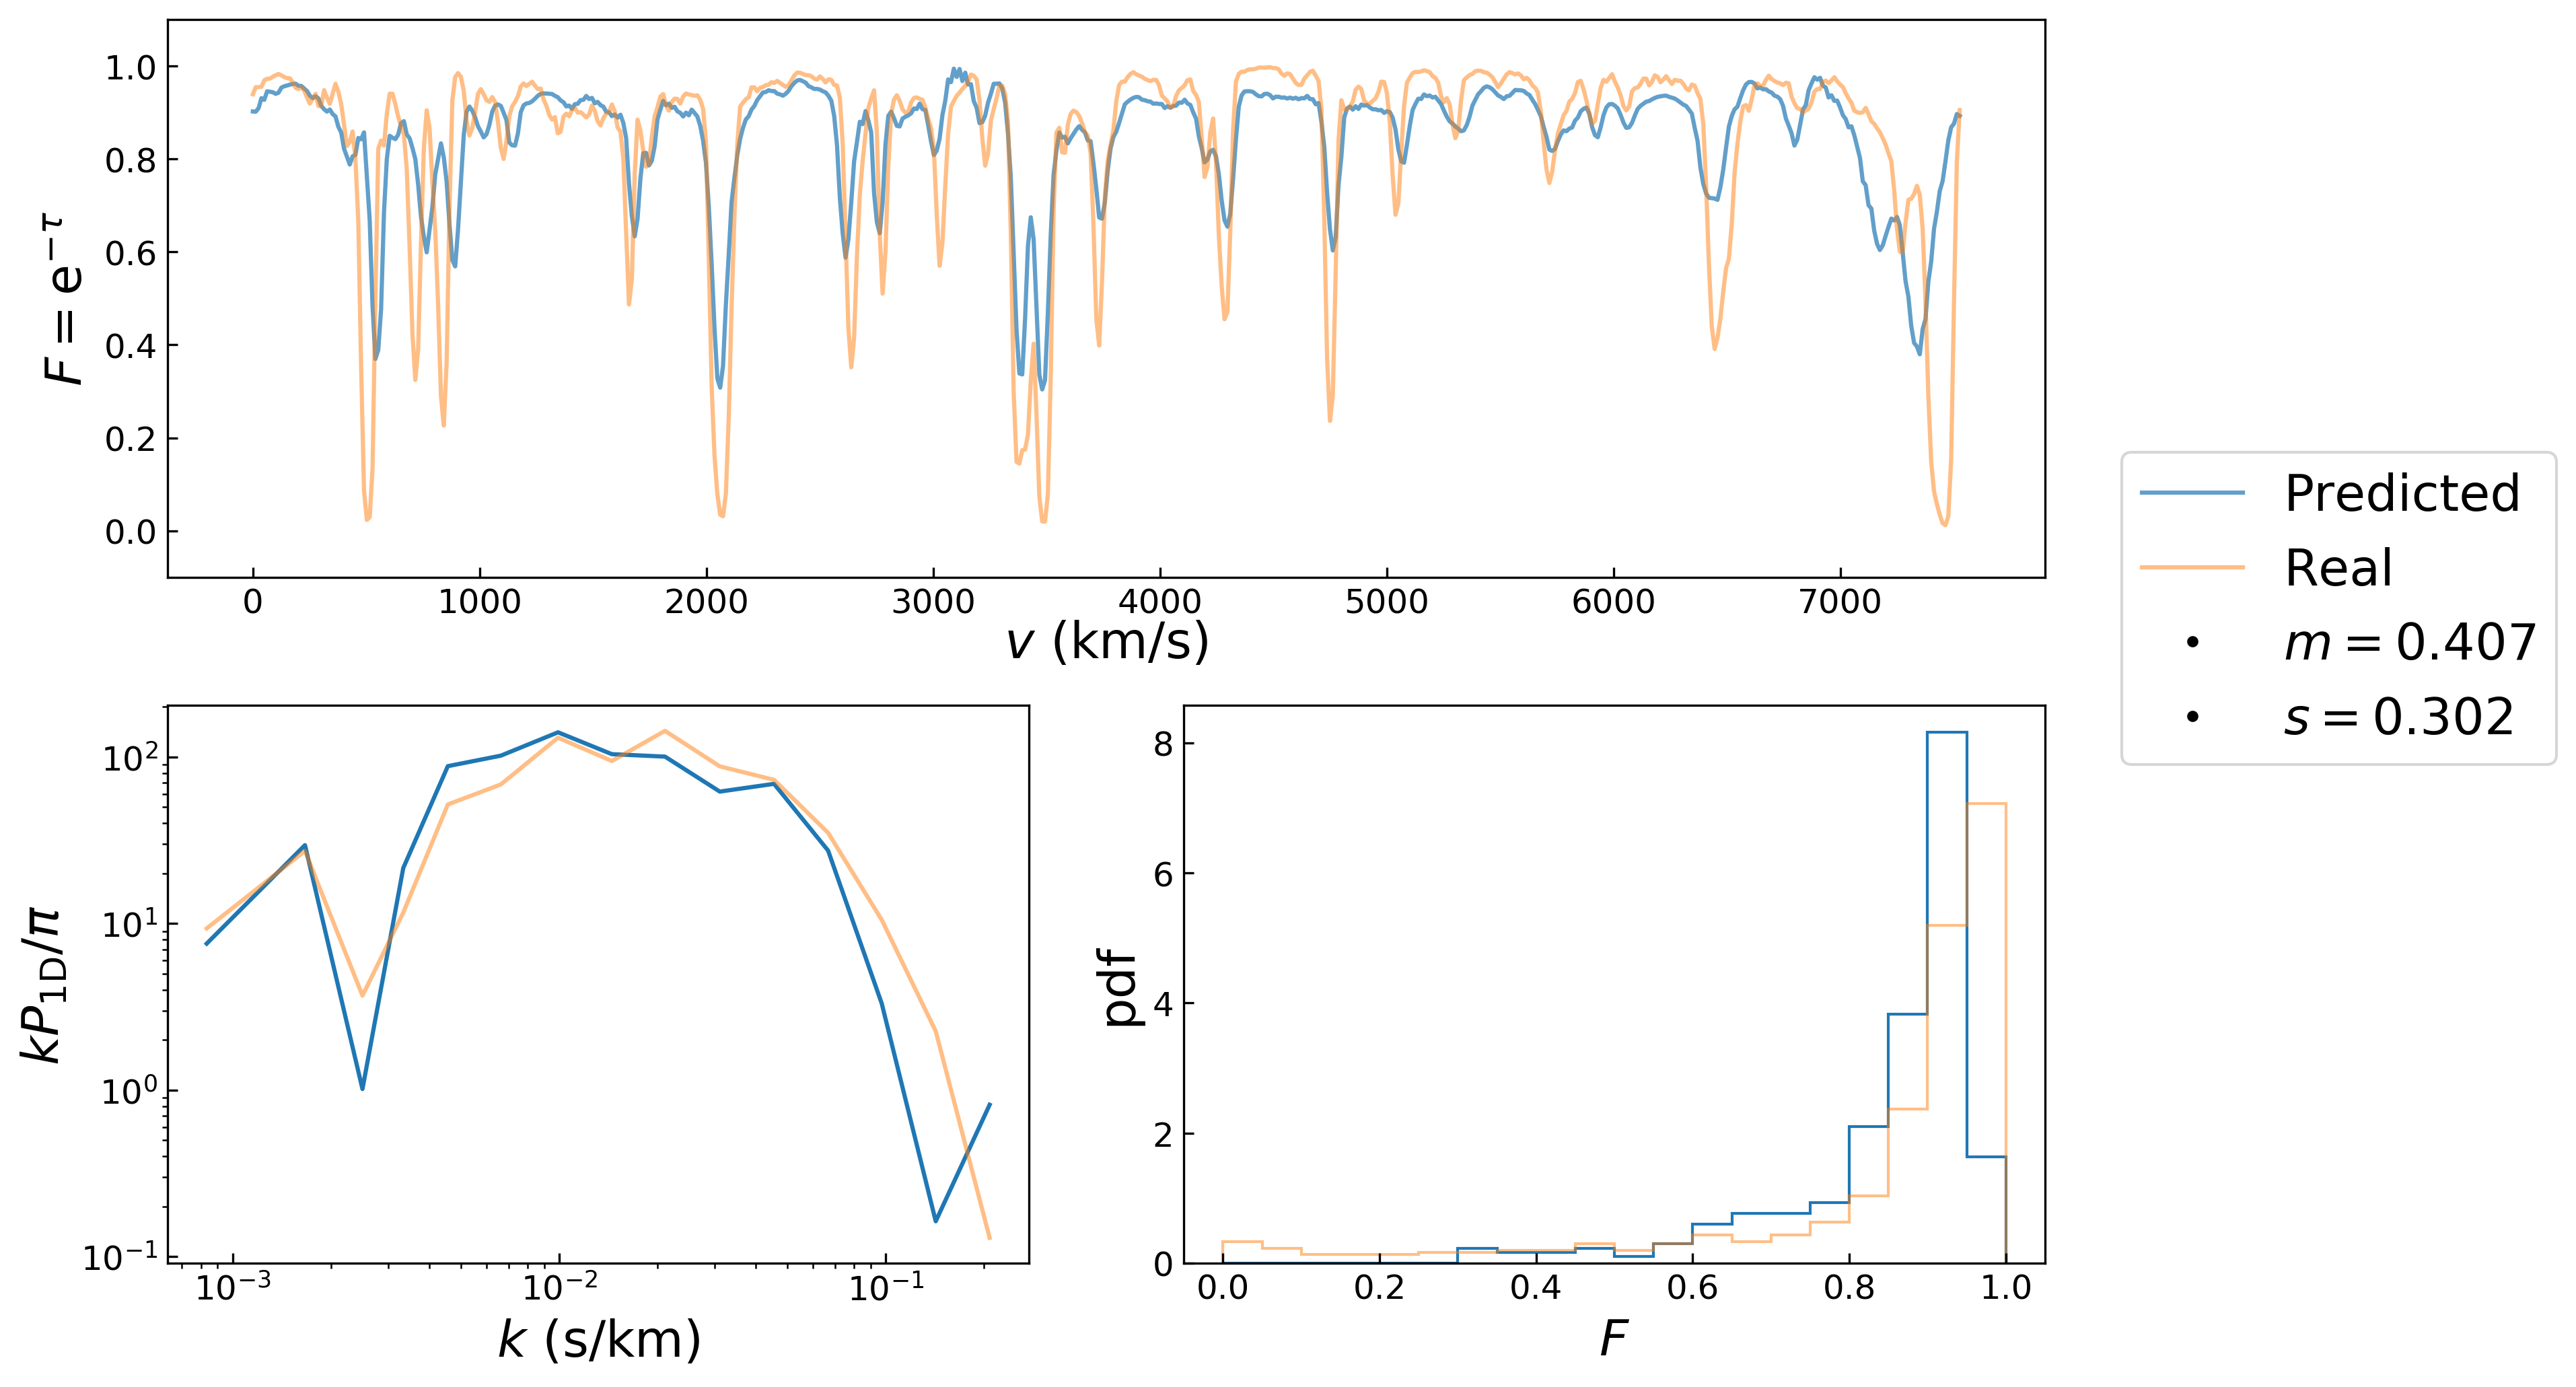 F = e^{−τ}
1.0
0.8
0.6
0.4
0.2
0.0
0 1000 2000 3000 4000 5000 6000 7000
v (km/s)
Predicted
Real
m = 0.407
s = 0.302
kP_{1D}/π
10^2
10^1
10^0
10^{−1}
10^{−3} 10^{−2} 10^{−1}
k (s/km)
pdf
8
6
4
2
0
0.0 0.2 0.4 0.6 0.8 1.0
F